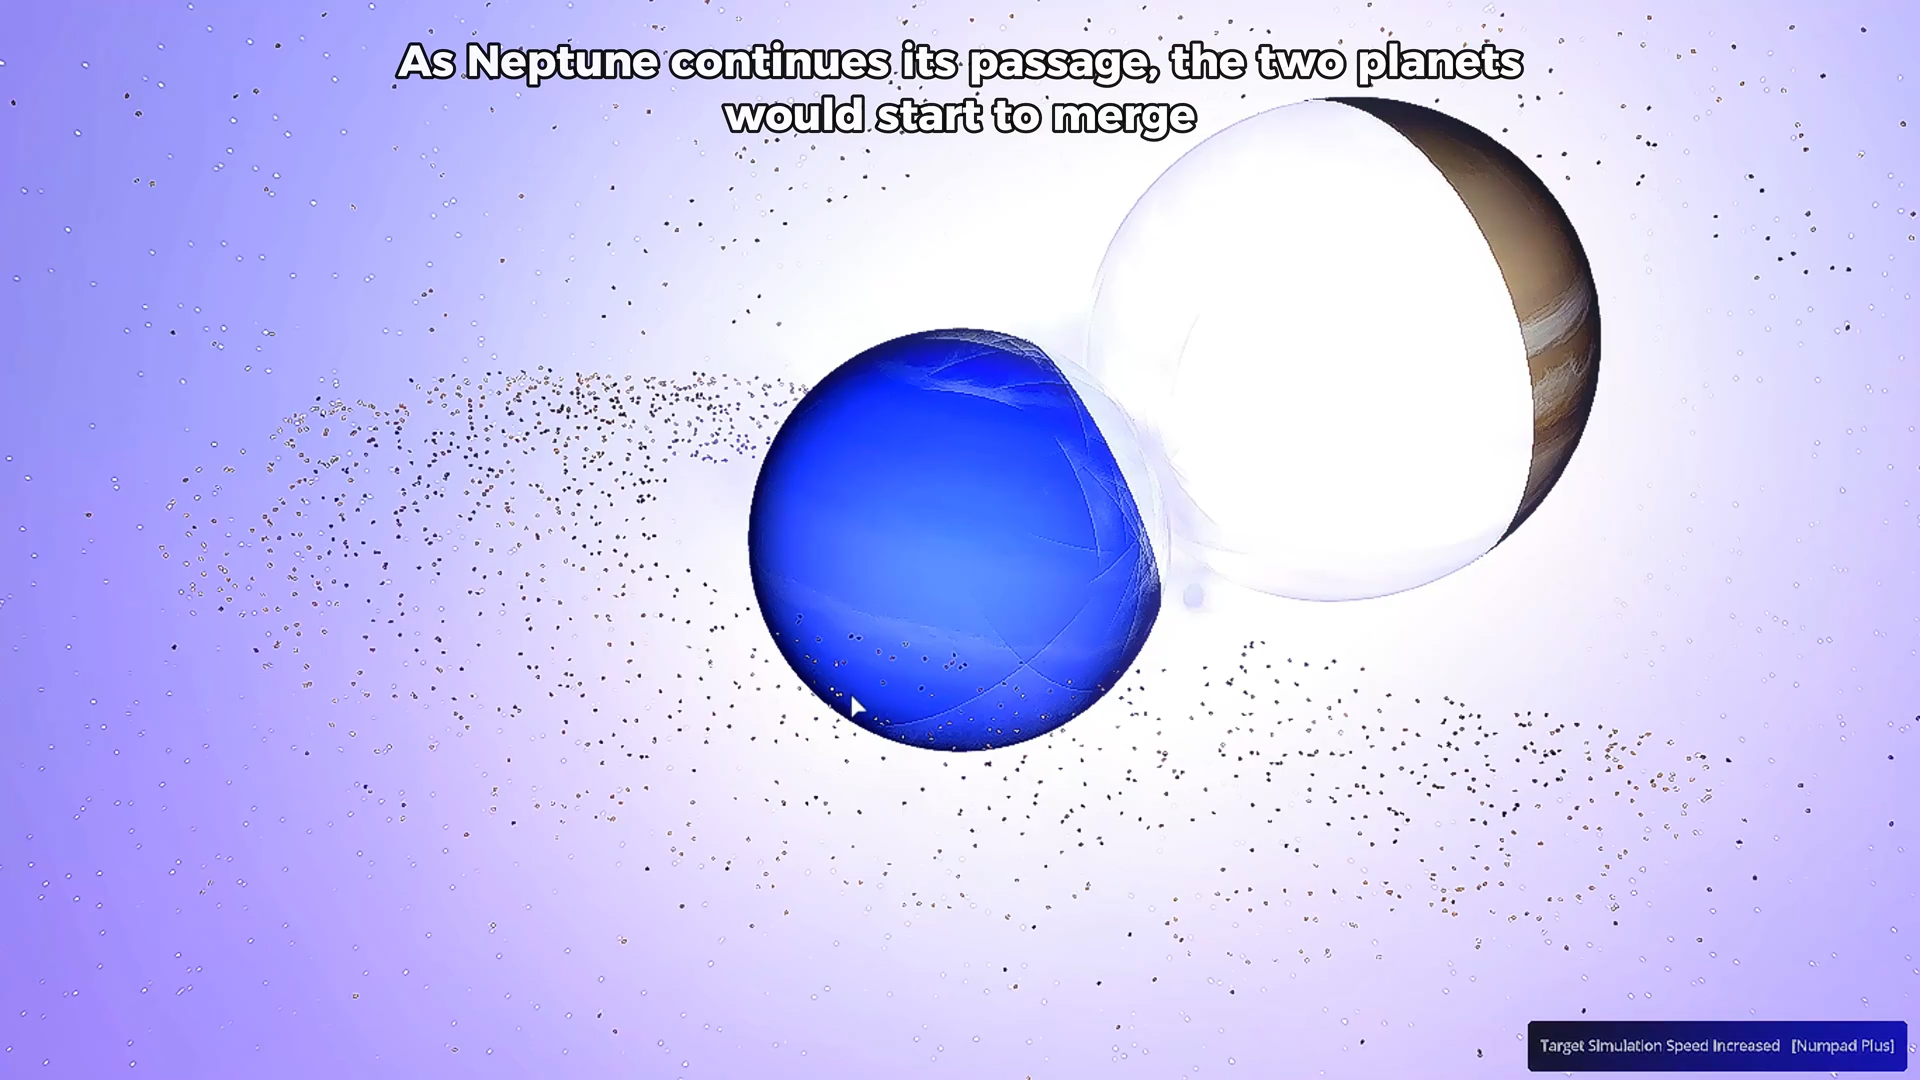 As Neptune continues its passage, the two planets
would start to merge
Target Simulation Speed Increased [Numpad Plus]